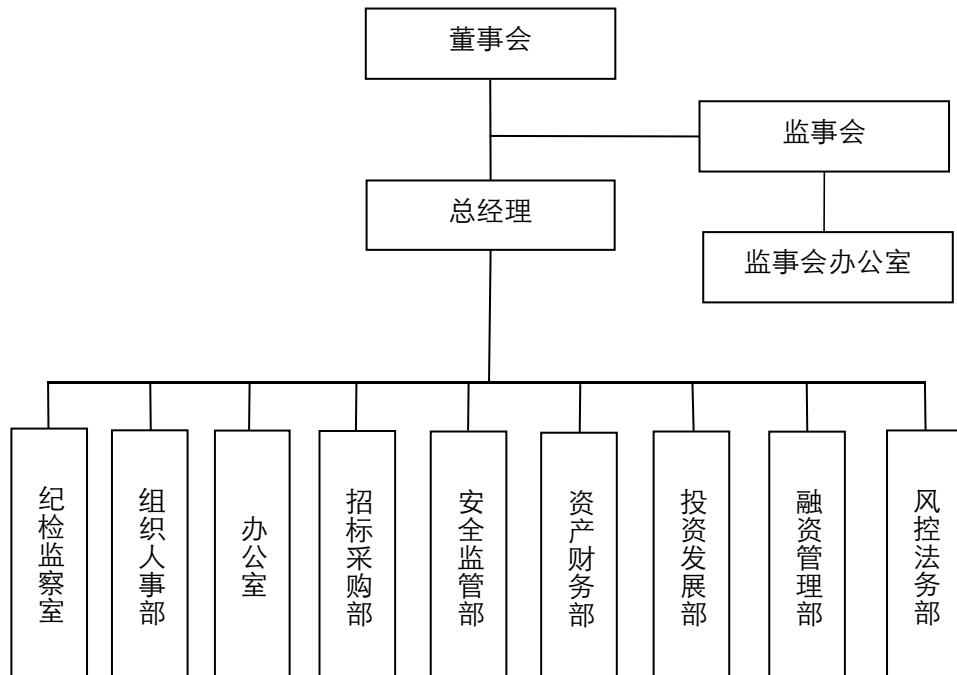 董事会
监事会
总经理
监事会办公室
纪检监察室
组织人事部
办公室
招标采购部
安全监管部
资产财务部
投资发展部
融资管理部
风控法务部